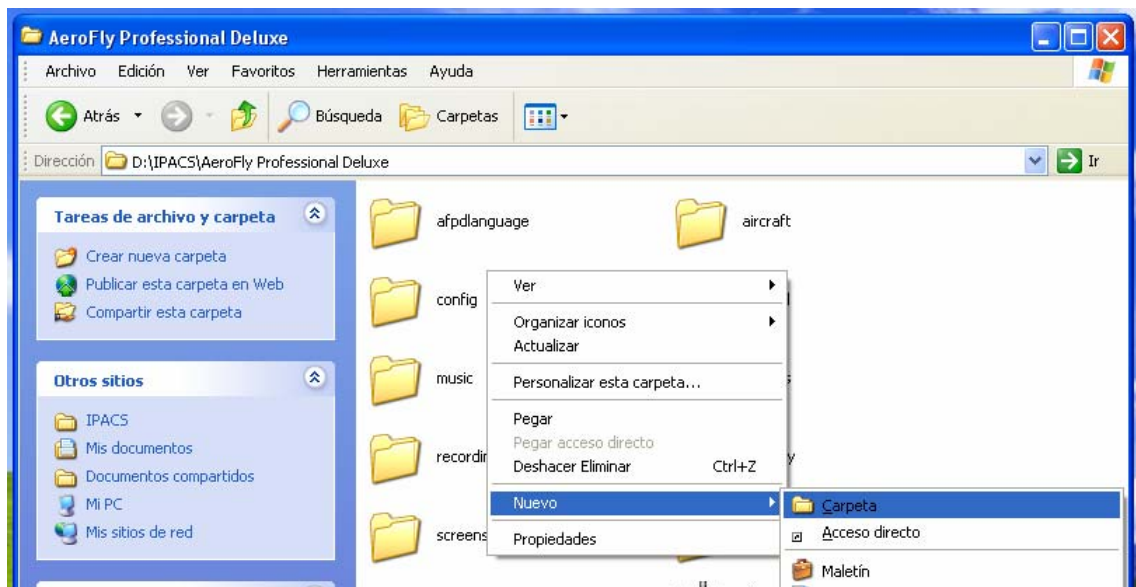 AeroFly Professional Deluxe
Archivo Edición Ver Favoritos Herramientas Ayuda
Atrás Búsqueda Carpetas
Dirección D:\IPACS\AeroFly Professional Deluxe Ir
Tareas de archivo y carpeta
Crear nueva carpeta
Publicar esta carpeta en Web
Compartir esta carpeta
Otros sitios
IPACS
Mis documentos
Documentos compartidos
Mi PC
Mis sitios de red
afpdlanguage aircraft
config
music
screens
Ver
Organizar iconos
Actualizar
Personalizar esta carpeta...
Pegar
Pegar acceso directo
Deshacer Eliminar Ctrl+Z
Nuevo
Propiedades
Carpeta
Acceso directo
Maletín